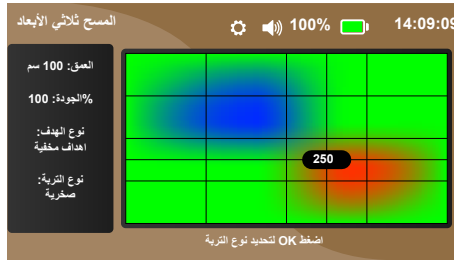 المسح ثلاثي الأبعاد
100%
14:09:09
العمق: 100 سم
%الجودة: 100
نوع الهدف:
اهداف مخفية
نوع التربة:
صخرية
250
اضغط OK لتحديد نوع التربة